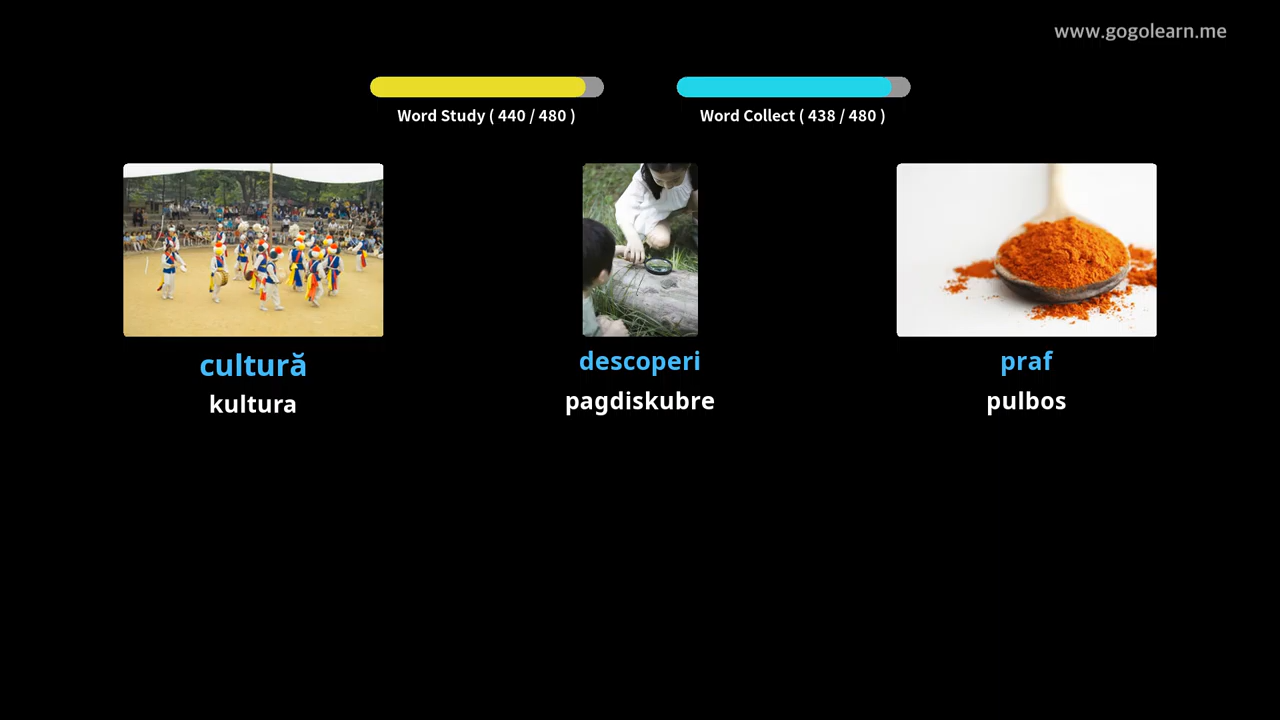 www.gogolearn.me
Word Study ( 440 / 480 )
Word Collect ( 438 / 480 )
cultură
kultura
descoperi
pagdiskubre
praf
pulbos